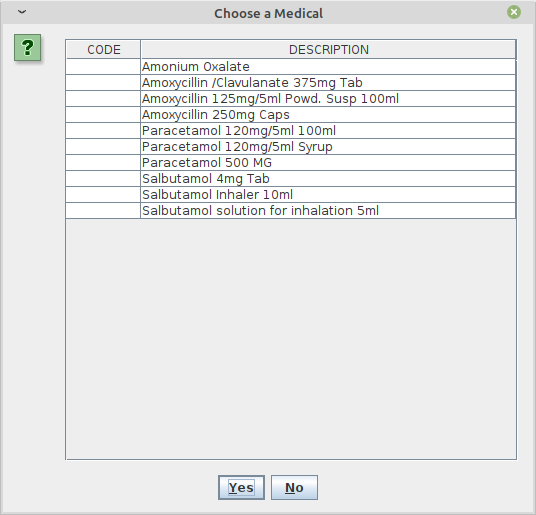 Choose a Medical
?
CODE DESCRIPTION
Amonium Oxalate
Amoxycillin /Clavulanate 375mg Tab
Amoxycillin 125mg/5ml Powd. Susp 100ml
Amoxycillin 250mg Caps
Paracetamol 120mg/5ml 100ml
Paracetamol 120mg/5ml Syrup
Paracetamol 500 MG
Salbutamol 4mg Tab
Salbutamol Inhaler 10ml
Salbutamol solution for inhalation 5ml
Yes No